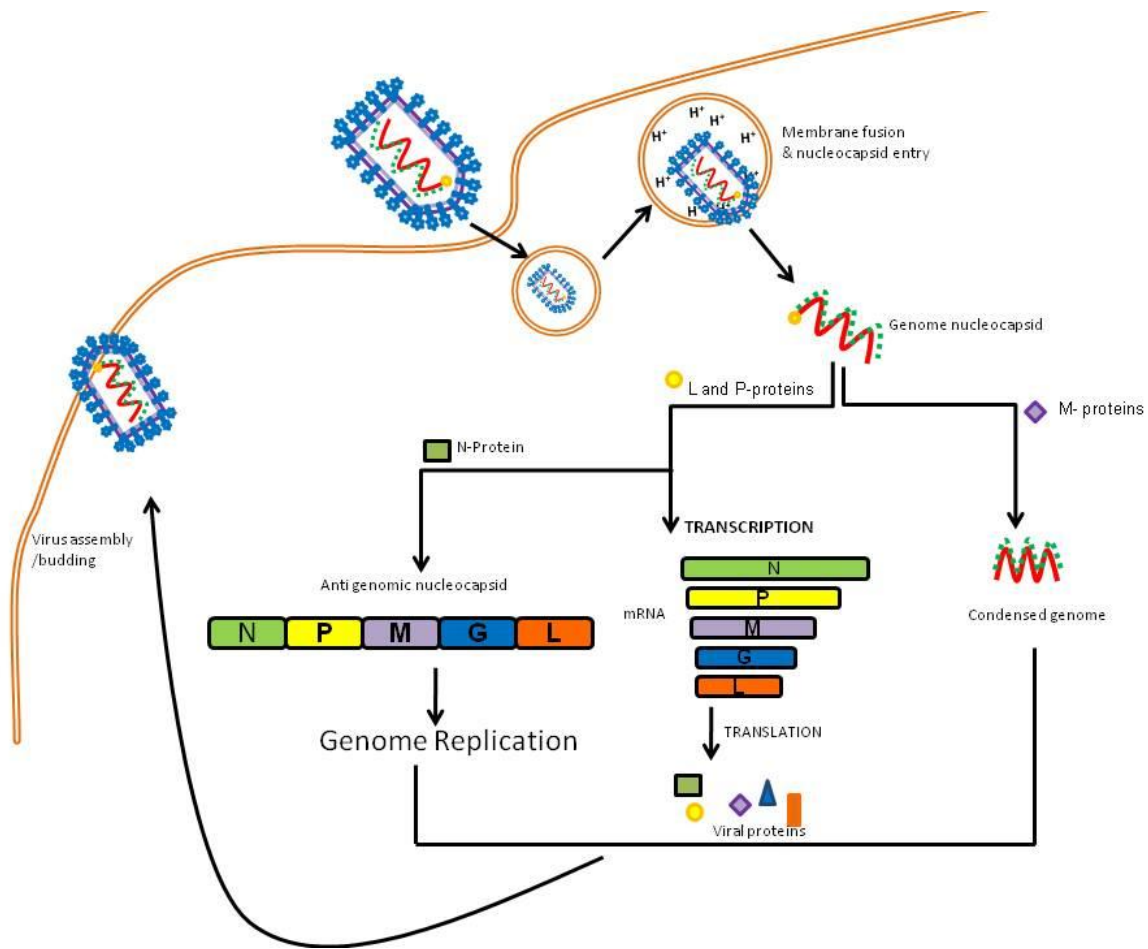 H⁺
H⁺
H⁺
H⁺
H⁺
H⁺
H⁺
Membrane fusion
& nucleocapsid entry
Genome nucleocapsid
L and P-proteins
M- proteins
N-Protein
Virus assembly
/budding
TRANSCRIPTION
Anti genomic nucleocapsid
mRNA
N
P
M
G
L
N
P
M
G
L
Condensed genome
Genome Replication
TRANSLATION
Viral proteins